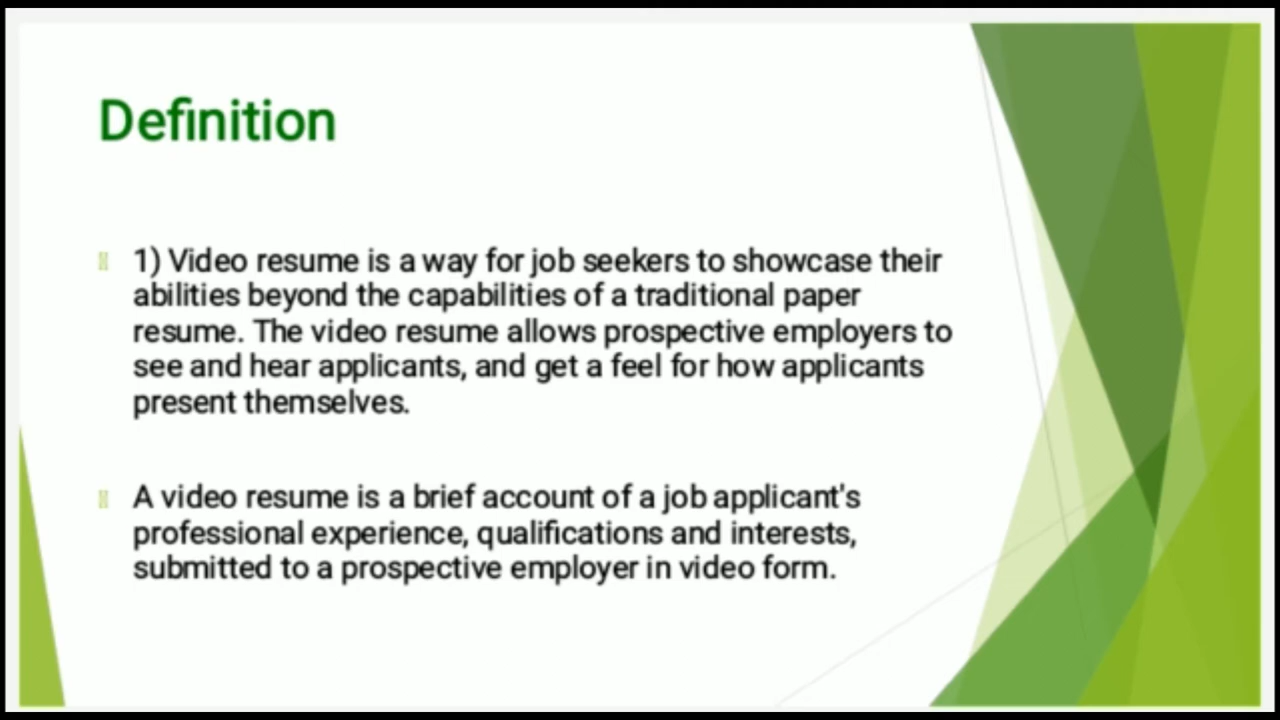 Definition
1) Video resume is a way for job seekers to showcase their
abilities beyond the capabilities of a traditional paper
resume. The video resume allows prospective employers to
see and hear applicants, and get a feel for how applicants
present themselves.
A video resume is a brief account of a job applicant's
professional experience, qualifications and interests,
submitted to a prospective employer in video form.